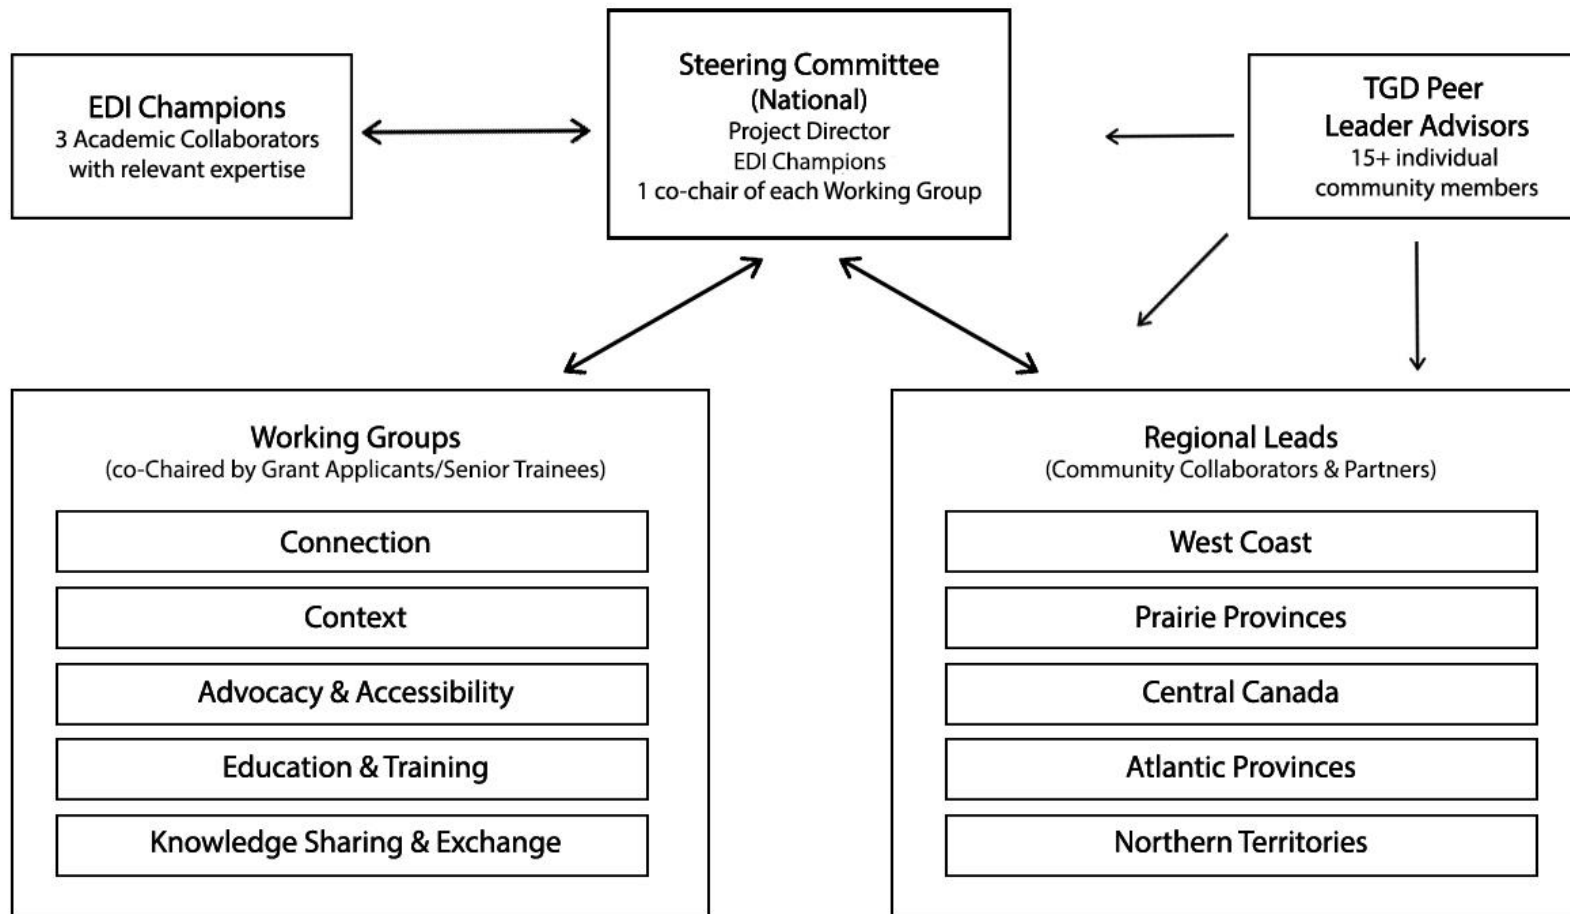 EDI Champions
3 Academic Collaborators
with relevant expertise
Steering Committee
(National)
Project Director
EDI Champions
1 co-chair of each Working Group
TGD Peer
Leader Advisors
15+ individual
community members
Working Groups
(co-Chaired by Grant Applicants/Senior Trainees)
Connection
Context
Advocacy & Accessibility
Education & Training
Knowledge Sharing & Exchange
Regional Leads
(Community Collaborators & Partners)
West Coast
Prairie Provinces
Central Canada
Atlantic Provinces
Northern Territories